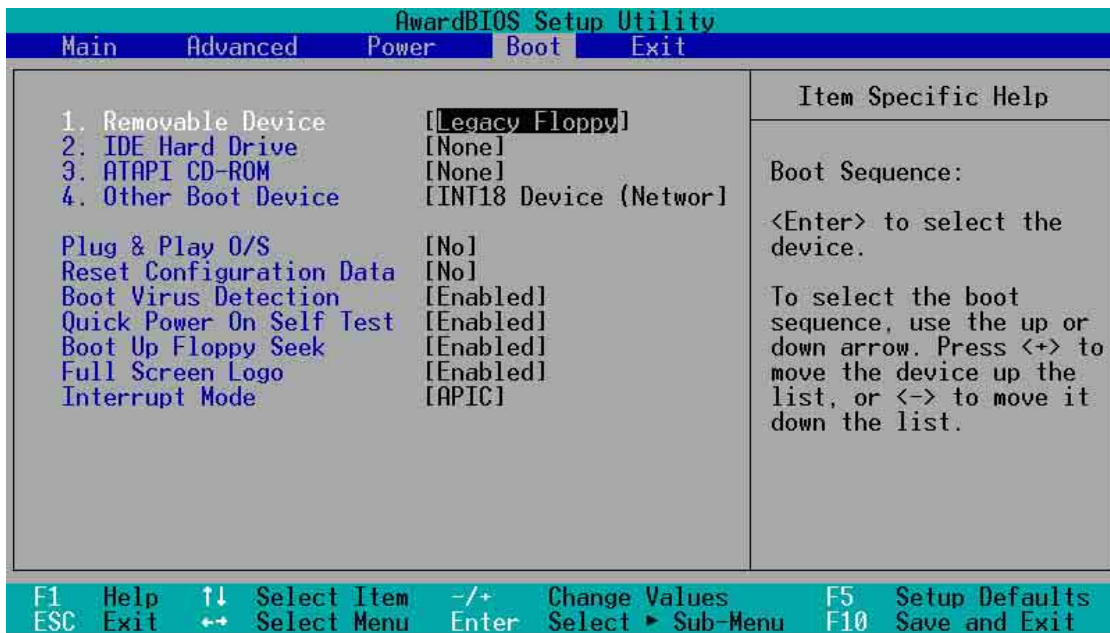 AwardBIOS Setup Utility
Main Advanced Power Boot Exit
1. Removable Device [Legacy Floppy]
2. IDE Hard Drive [None]
3. ATAPI CD-ROM [None]
4. Other Boot Device [INT18 Device (Networ]
Plug & Play O/S [No]
Reset Configuration Data [No]
Boot Virus Detection [Enabled]
Quick Power On Self Test [Enabled]
Boot Up Floppy Seek [Enabled]
Full Screen Logo [Enabled]
Interrupt Mode [APIC]
Item Specific Help
Boot Sequence:
<Enter> to select the
device.
To select the boot
sequence, use the up or
down arrow. Press <+> to
move the device up the
list, or <-> to move it
down the list.
F1 Help ↑↓ Select Item -/+ Change Values F5 Setup Defaults
ESC Exit ←→ Select Menu Enter Select ► Sub-Menu F10 Save and Exit